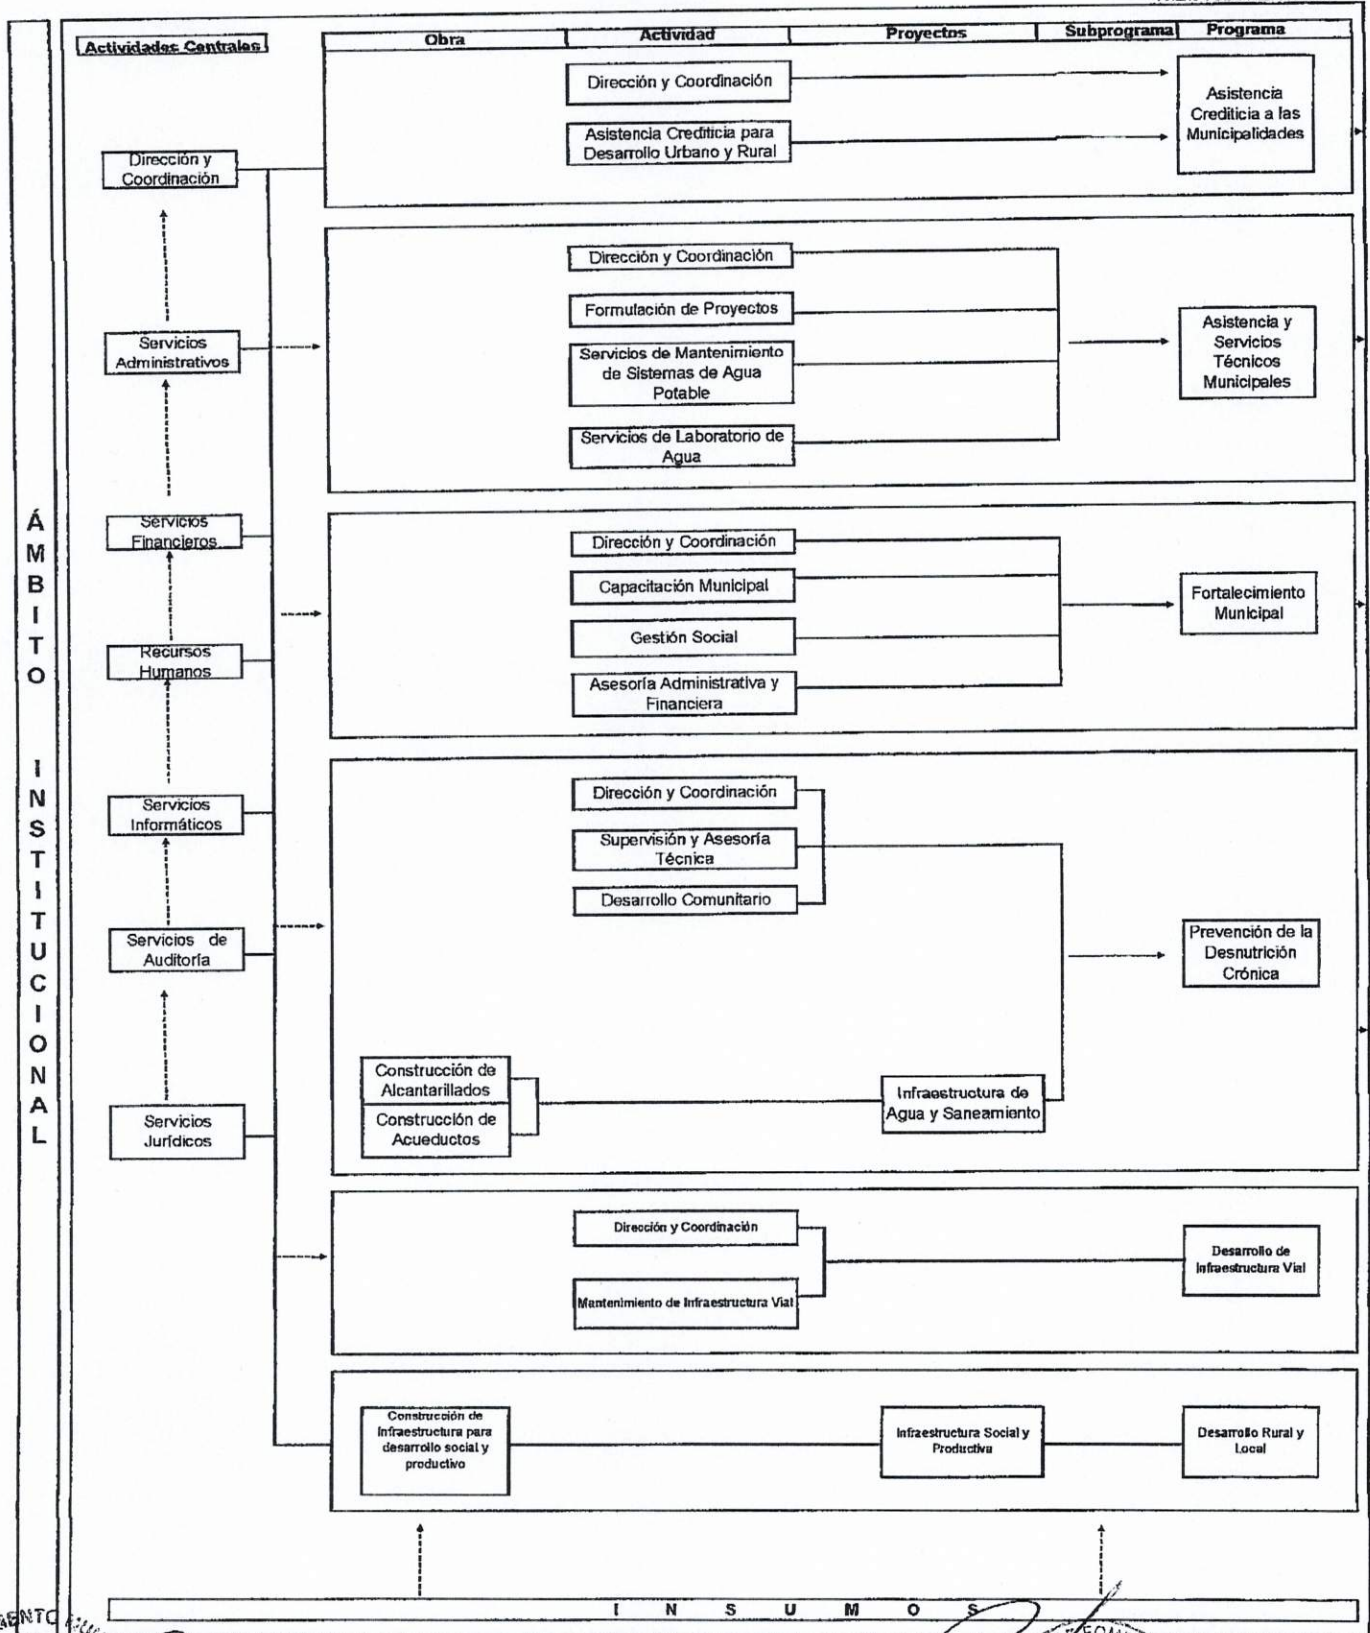 Actividades Centrales
Obra
Actividad
Proyectos
Subprograma
Programa
Dirección y
Coordinación
Servicios
Administrativos
Servicios
Financieros
Recursos
Humanos
Servicios
Informáticos
Servicios de
Auditoría
Servicios
Jurídicos
Dirección y Coordinación
Asistencia Crediticia para
Desarrollo Urbano y Rural
Asistencia
Crediticia a las
Municipalidades
Dirección y Coordinación
Formulación de Proyectos
Servicios de Mantenimiento
de Sistemas de Agua
Potable
Servicios de Laboratorio de
Agua
Asistencia y
Servicios
Técnicos
Municipales
Dirección y Coordinación
Capacitación Municipal
Gestión Social
Asesoría Administrativa y
Financiera
Fortalecimiento
Municipal
Dirección y Coordinación
Supervisión y Asesoría
Técnica
Desarrollo Comunitario
Construcción de
Alcantarillados
Construcción de
Acueductos
Infraestructura de
Agua y Saneamiento
Prevención de la
Desnutrición
Crónica
Dirección y Coordinación
Mantenimiento de Infraestructura Vial
Desarrollo de
Infraestructura Vial
Construcción de
Infraestructura para
desarrollo social y
productivo
Infraestructura Social y
Productiva
Desarrollo Rural y
Local
ÁMBITO INSTITUCIONAL
INSUMOS